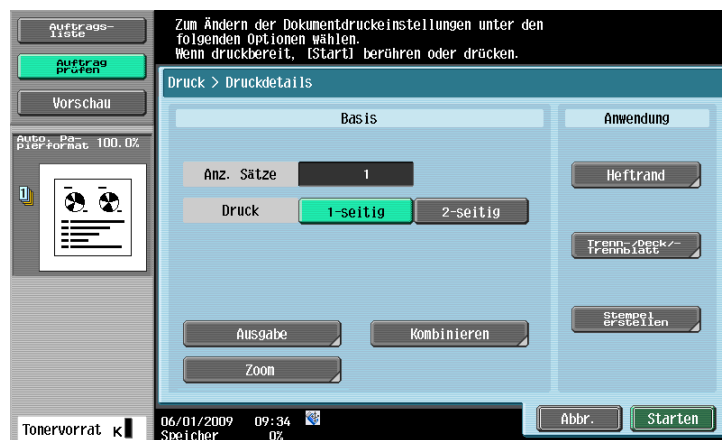 Auftrags-
liste
Auftrag
prüfen
Vorschau
Auto. Pa-
pierformat 100.0%
Tonervorrat K
Zum Ändern der Dokumentdruckeinstellungen unter den
folgenden Optionen wählen.
Wenn druckbereit, [Start] berühren oder drücken.
Druck > Druckdetails
Basis
Anz. Sätze 1
Druck 1-seitig 2-seitig
Ausgabe Kombinieren
Zoom
Anwendung
Heftrand
Trenn-/Deck/-
Trennblatt
Stempel
erstellen
06/01/2009 09:34
Speicher 0%
Abbr. Starten